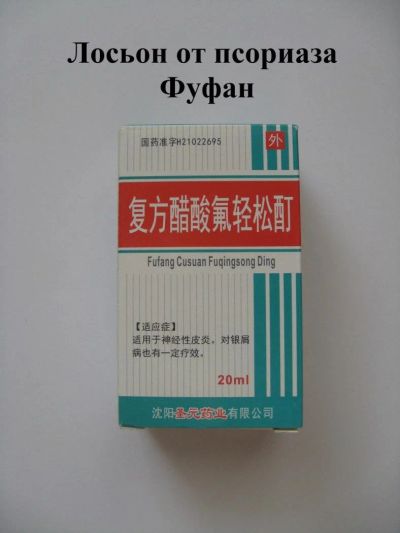 Лосьон от псориаза
Фуфан
国药准字H21022695
外
复方醋酸氟轻松酊
Fufang Cusuan Fuqingsong Ding
【适应症】
适用于神经性皮炎，对银屑
病也有一定疗效。
20ml
沈阳圣元药业有限公司